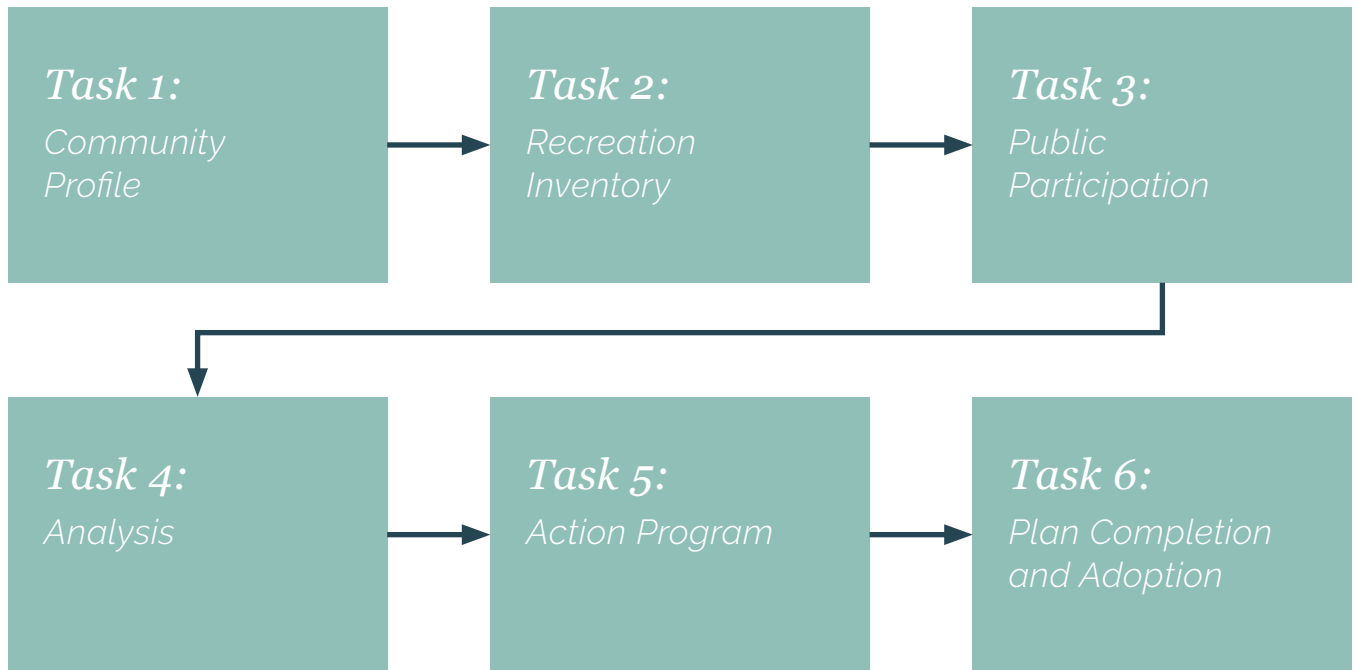 Task 1:
Community
Profile
Task 2:
Recreation
Inventory
Task 3:
Public
Participation
Task 4:
Analysis
Task 5:
Action Program
Task 6:
Plan Completion
and Adoption